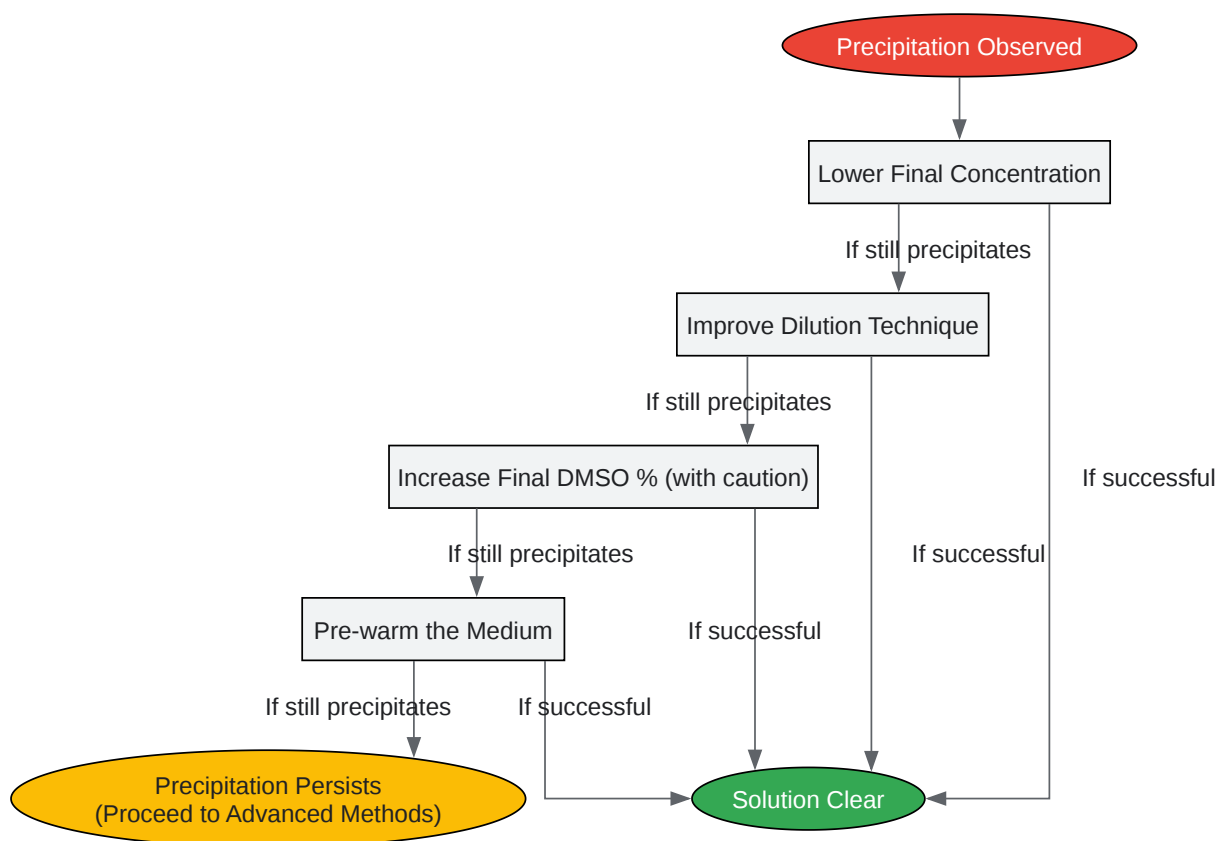 Precipitation Observed
Lower Final Concentration
If still precipitates
Improve Dilution Technique
If still precipitates
Increase Final DMSO % (with caution)
If successful
If still precipitates
If successful
Pre-warm the Medium
If successful
If still precipitates
If successful
Precipitation Persists
(Proceed to Advanced Methods)
Solution Clear